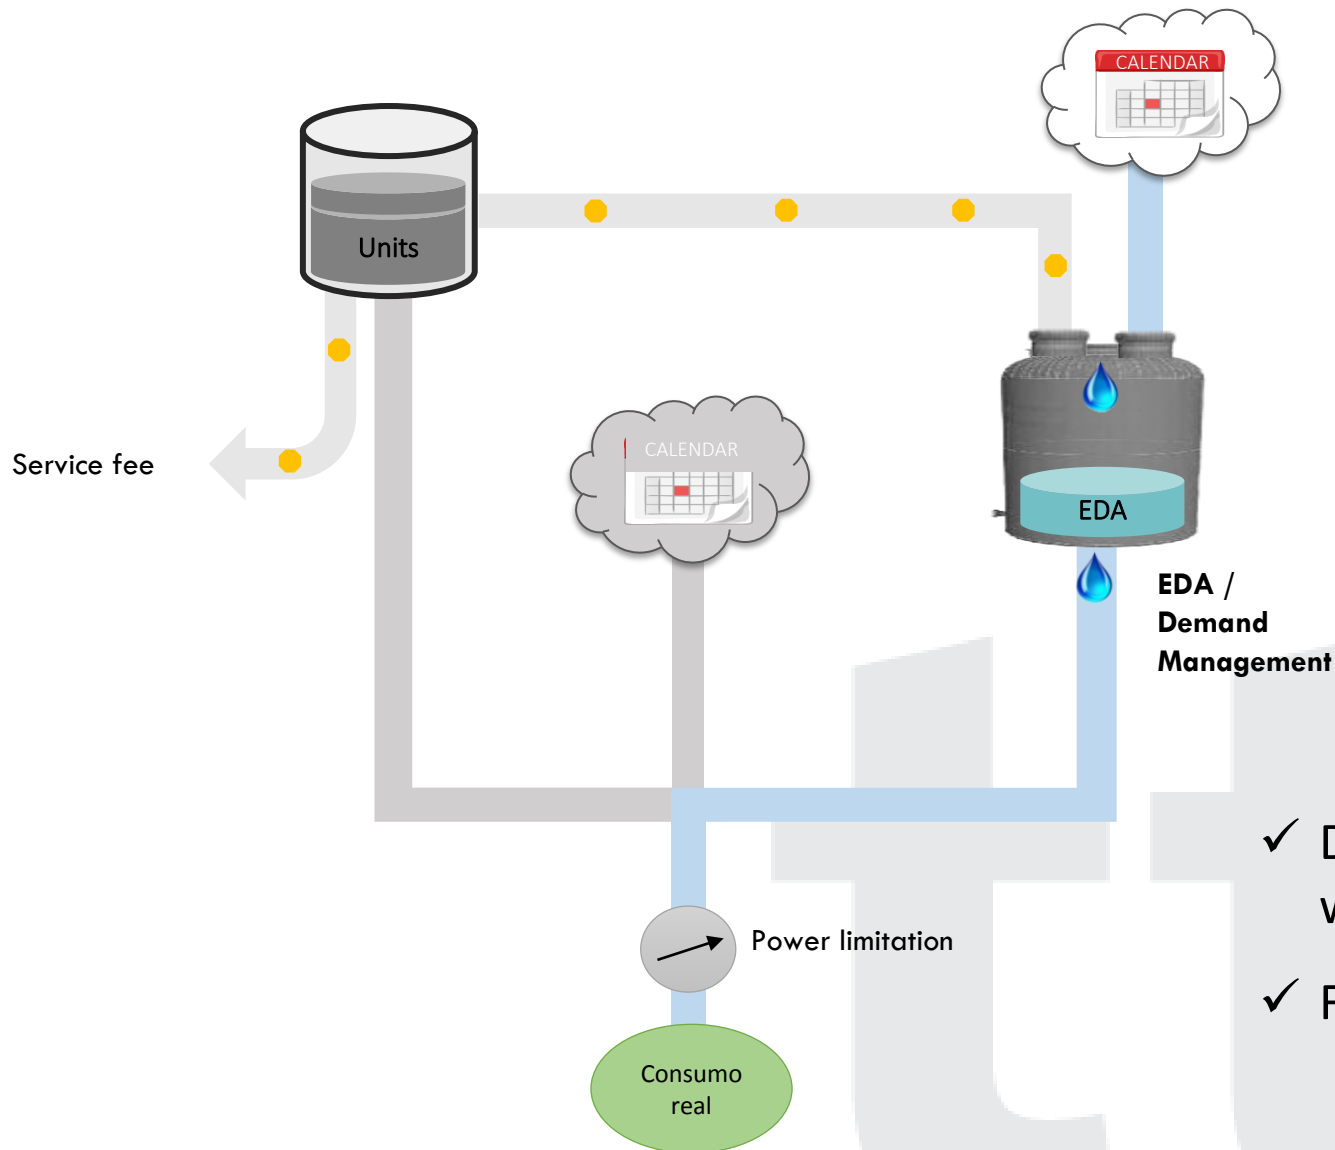 CALENDAR
Units
CALENDAR
Service fee
EDA
EDA /
Demand
Management
Power limitation
Consumo
real